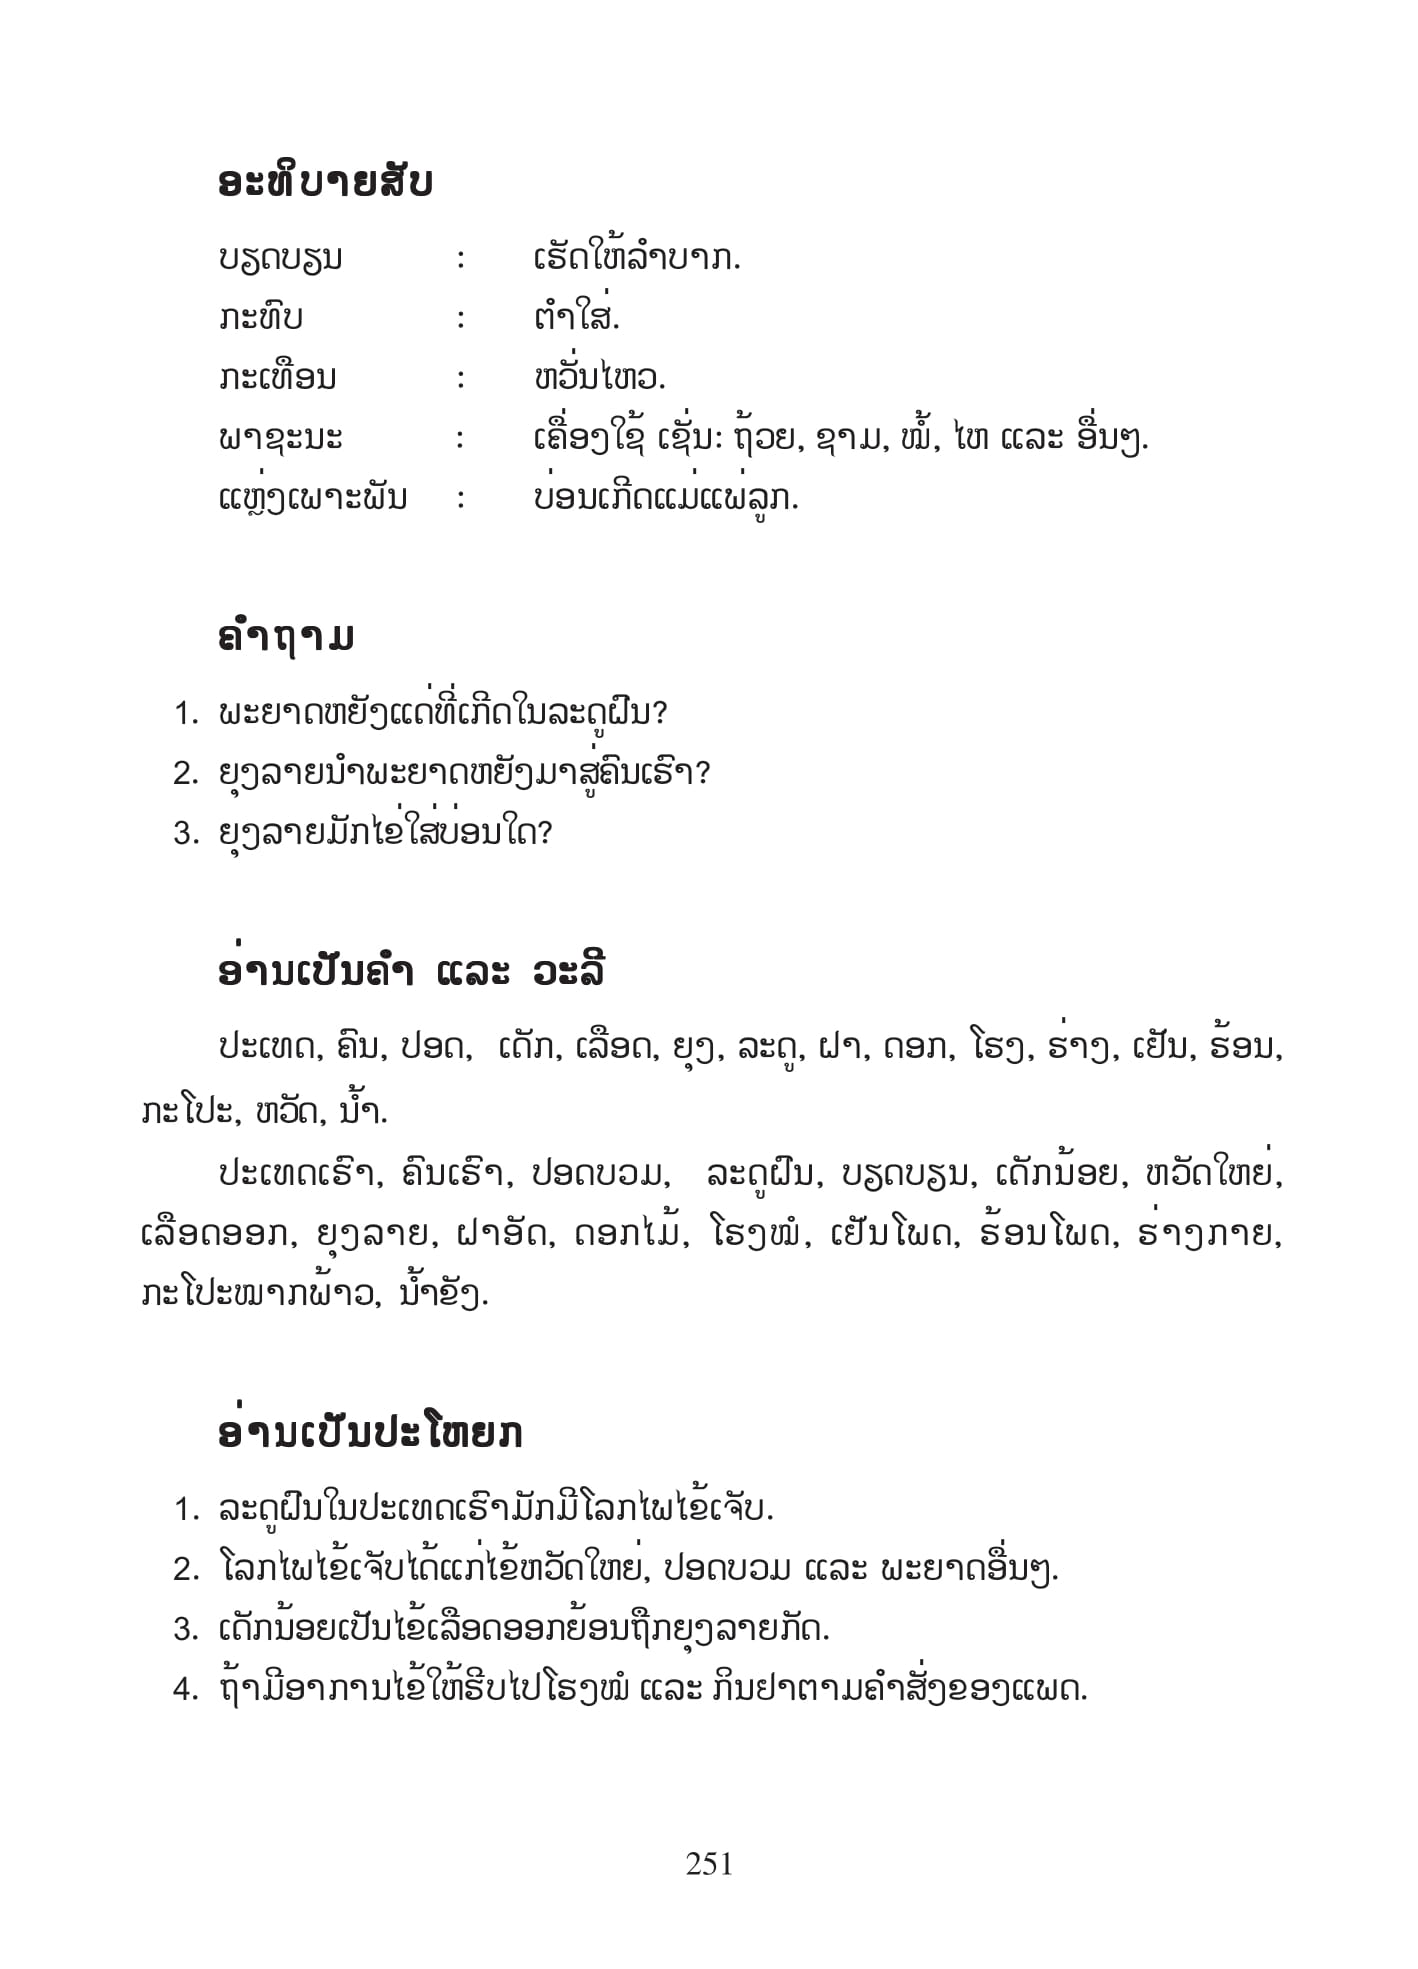 ອະທິບາຍສັບ
ບຽດບຽນ : ເຮັດໃຫ້ລຳບາກ.
ກະທົບ : ຕຳໃສ່.
ກະເທືອນ : ຫວັ່ນໄຫວ.
ພາຊະນະ : ເຄື່ອງໃຊ້ ເຊັ່ນ: ຖ້ວຍ, ຊາມ, ໝໍ້, ໄຫ ແລະ ອື່ນໆ.
ແຫຼ່ງເພາະພັນ : ບ່ອນເກີດແມ່ແພ່ລູກ.
ຄຳຖາມ
1. ພະຍາດຫຍັງແດ່ທີ່ເກີດໃນລະດູຝົນ?
2. ຍຸງລາຍນຳພະຍາດຫຍັງມາສູ່ຄົນເຮົາ?
3. ຍຸງລາຍມັກໄຂ່ໃສ່ບ່ອນໃດ?
ອ່ານເປັນຄຳ ແລະ ວະລີ
ປະເທດ, ຄົນ, ປອດ, ເດັກ, ເລືອດ, ຍຸງ, ລະດູ, ຝາ, ດອກ, ໂຮງ, ຮ່າງ, ເຢັນ, ຮ້ອນ,
ກະໂປະ, ຫວັດ, ນ້ຳ.
ປະເທດເຮົາ, ຄົນເຮົາ, ປອດບວມ, ລະດູຝົນ, ບຽດບຽນ, ເດັກນ້ອຍ, ຫວັດໃຫຍ່,
ເລືອດອອກ, ຍຸງລາຍ, ຝາອັດ, ດອກໄມ້, ໂຮງໝໍ, ເຢັນໂພດ, ຮ້ອນໂພດ, ຮ່າງກາຍ,
ກະໂປະໝາກພ້າວ, ນ້ຳຂັງ.
ອ່ານເປັນປະໂຫຍກ
1. ລະດູຝົນໃນປະເທດເຮົາມັກມີໂລກໄພໄຂ້ເຈັບ.
2. ໂລກໄພໄຂ້ເຈັບໄດ້ແກ່ໄຂ້ຫວັດໃຫຍ່, ປອດບວມ ແລະ ພະຍາດອື່ນໆ.
3. ເດັກນ້ອຍເປັນໄຂ້ເລືອດອອກຍ້ອນຖືກຍຸງລາຍກັດ.
4. ຖ້າມີອາການໄຂ້ໃຫ້ຮີບໄປໂຮງໝໍ ແລະ ກິນຢາຕາມຄຳສັ່ງຂອງແພດ.
251